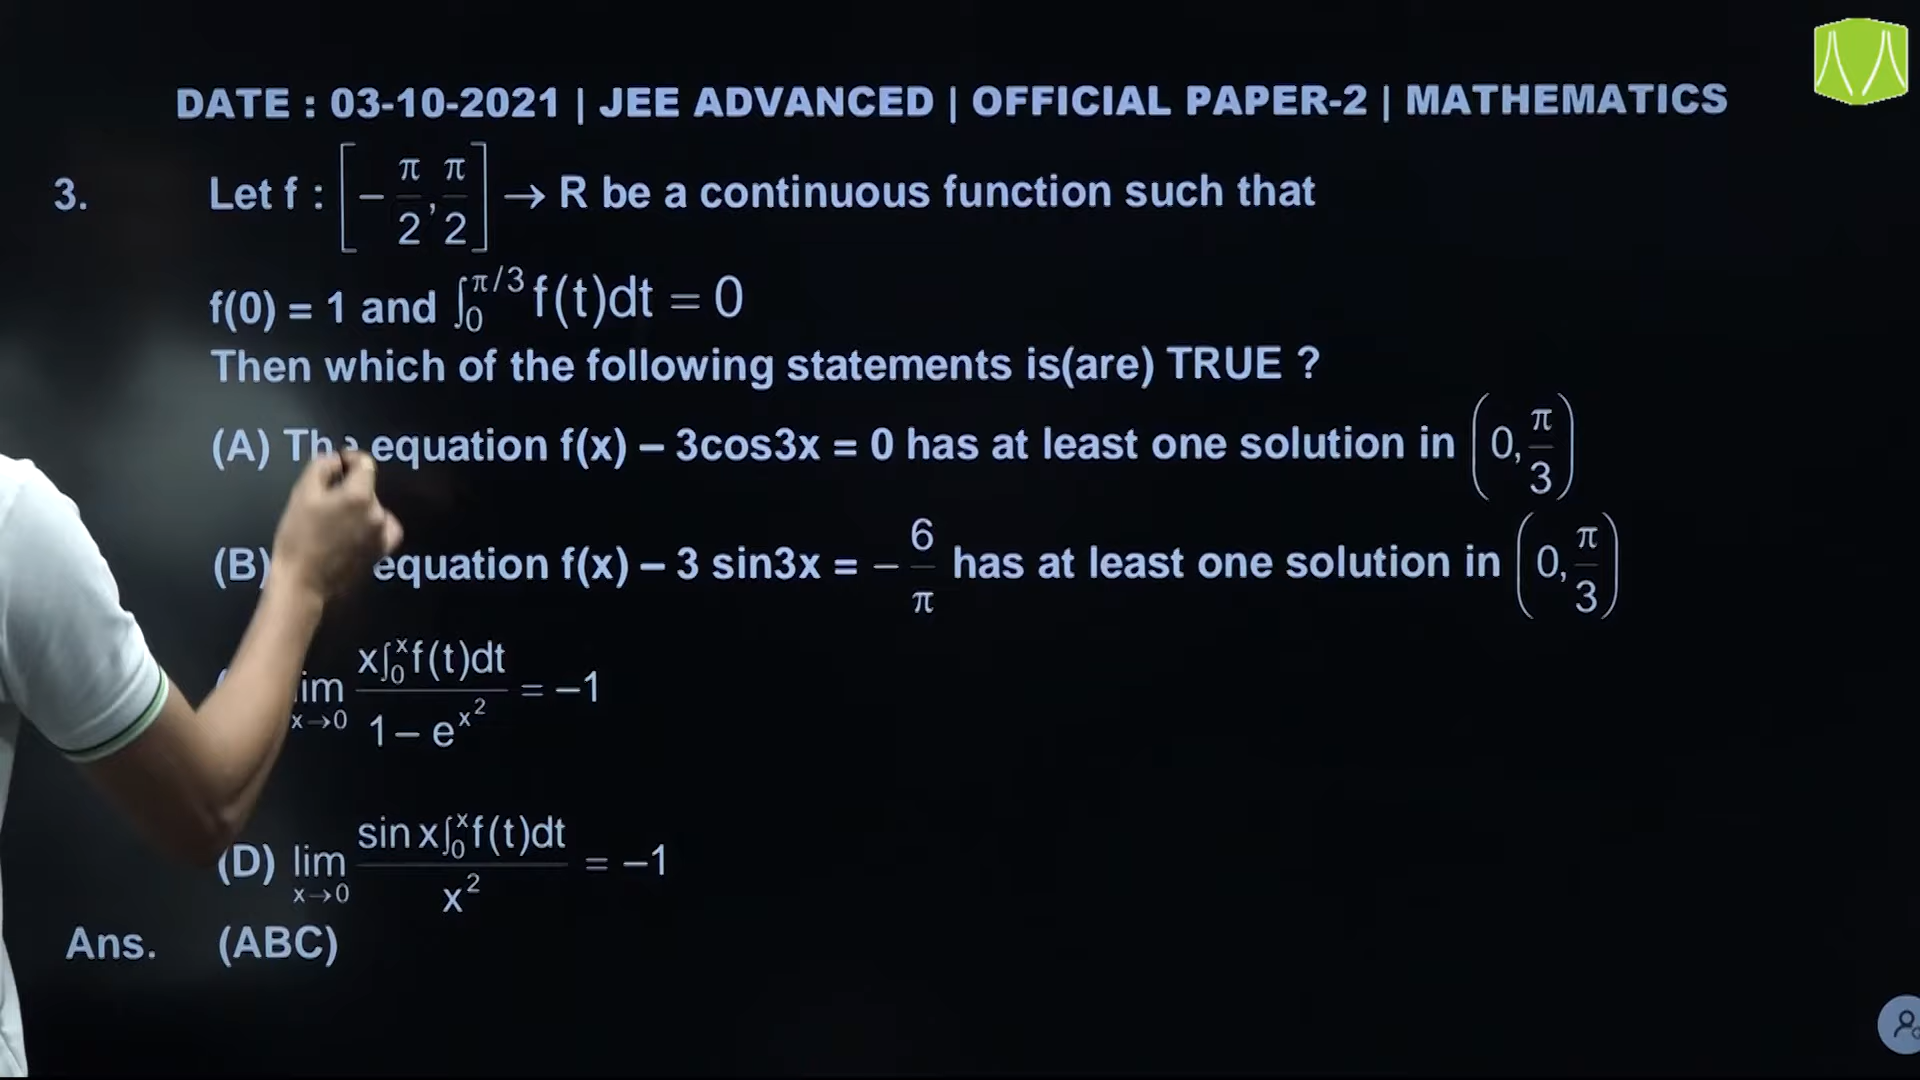 DATE : 03-10-2021 | JEE ADVANCED | OFFICIAL PAPER-2 | MATHEMATICS
3. Let f : [−π/2, π/2] → R be a continuous function such that
f(0) = 1 and ∫₀^(π/3) f(t)dt = 0
Then which of the following statements is(are) TRUE ?
(A) The equation f(x) – 3cos3x = 0 has at least one solution in (0, π/3)
(B) equation f(x) – 3 sin3x = −6/π has at least one solution in (0, π/3)
lim x→0 x∫₀ˣf(t)dt / 1−e^(x²) = −1
(D) lim x→0 sin x∫₀ˣf(t)dt / x² = −1
Ans. (ABC)